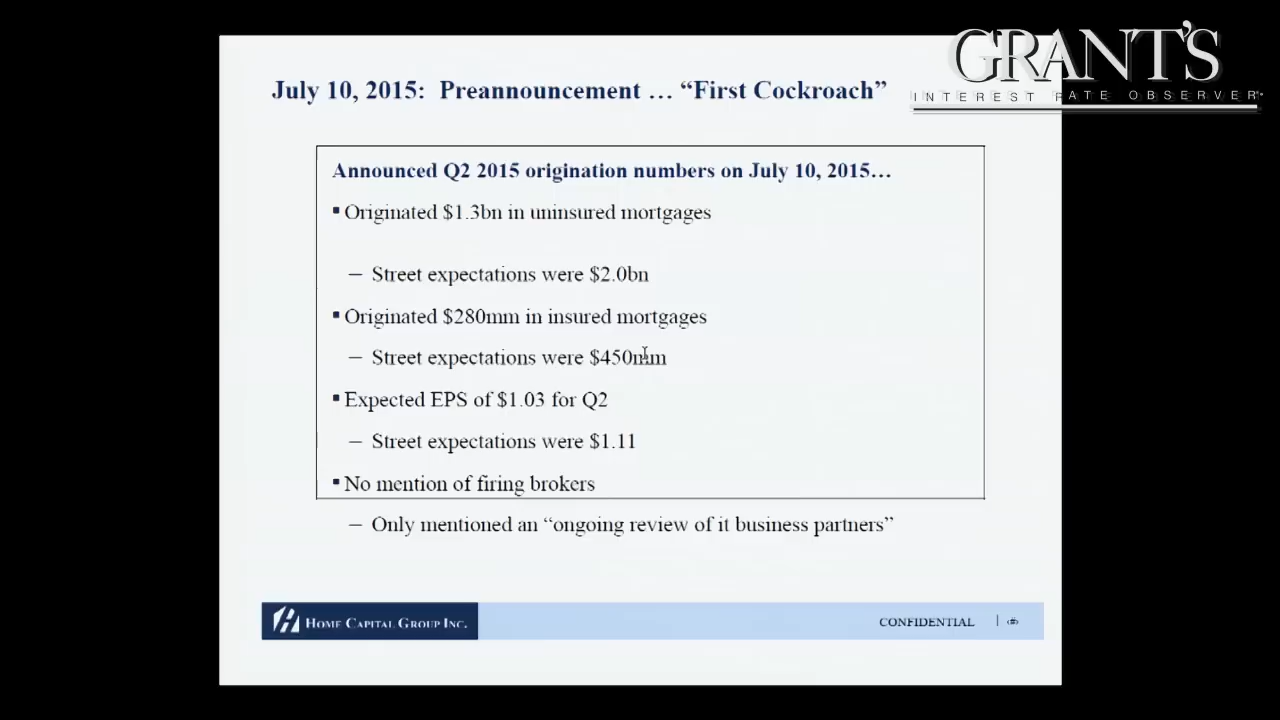 GRANT'S
INTEREST RATE OBSERVER
July 10, 2015: Preannouncement … “First Cockroach”
Announced Q2 2015 origination numbers on July 10, 2015…
▪ Originated $1.3bn in uninsured mortgages
– Street expectations were $2.0bn
▪ Originated $280mm in insured mortgages
– Street expectations were $450mm
▪ Expected EPS of $1.03 for Q2
– Street expectations were $1.11
▪ No mention of firing brokers
– Only mentioned an “ongoing review of it business partners”
HOME CAPITAL GROUP INC.
CONFIDENTIAL | ‹#›